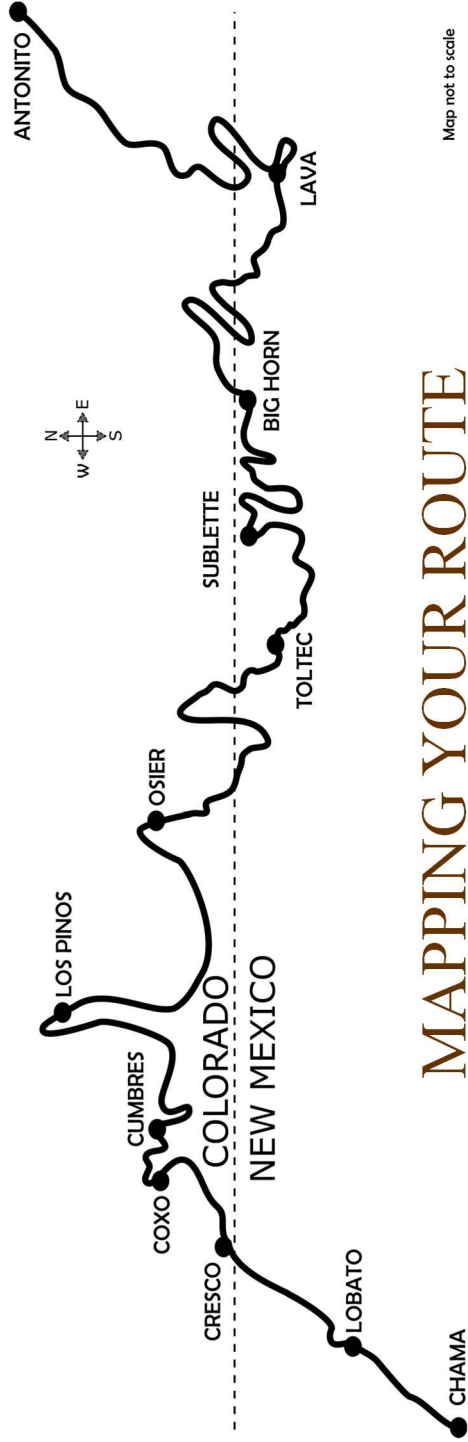 ANTONITO
LAVA
BIG HORN
SUBLETTE
TOLTEC
OSIER
LOS PINOS
CUMBRES
COXO
CRESCO
LOBATO
CHAMA
COLORADO
NEW MEXICO
N
W E
S
Map not to scale
MAPPING YOUR ROUTE